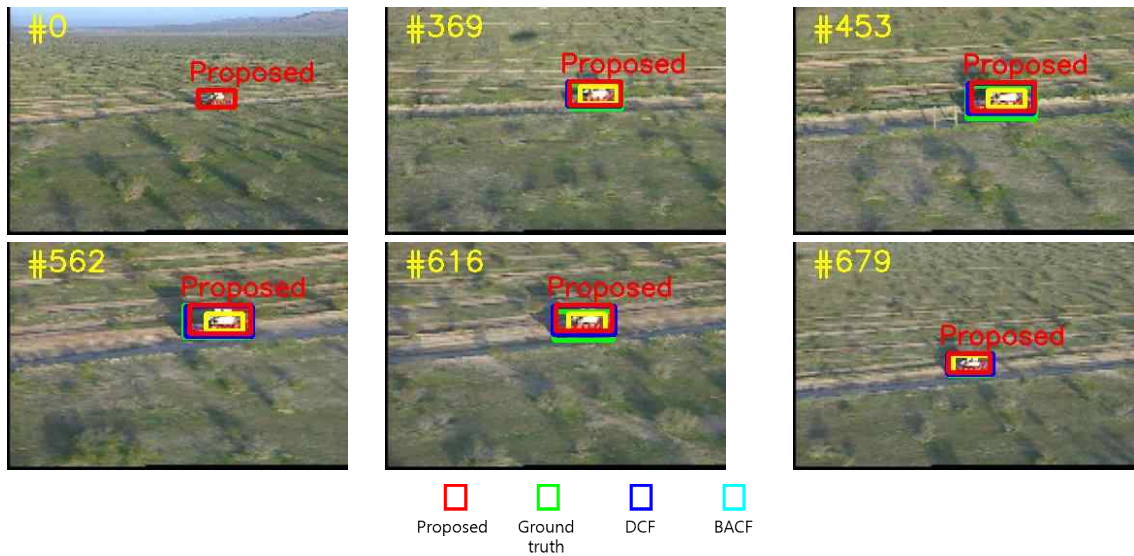 #0
Proposed
#369
Proposed
#453
Proposed
#562
Proposed
#616
Proposed
#679
Proposed
Proposed
Ground
truth
DCF
BACF